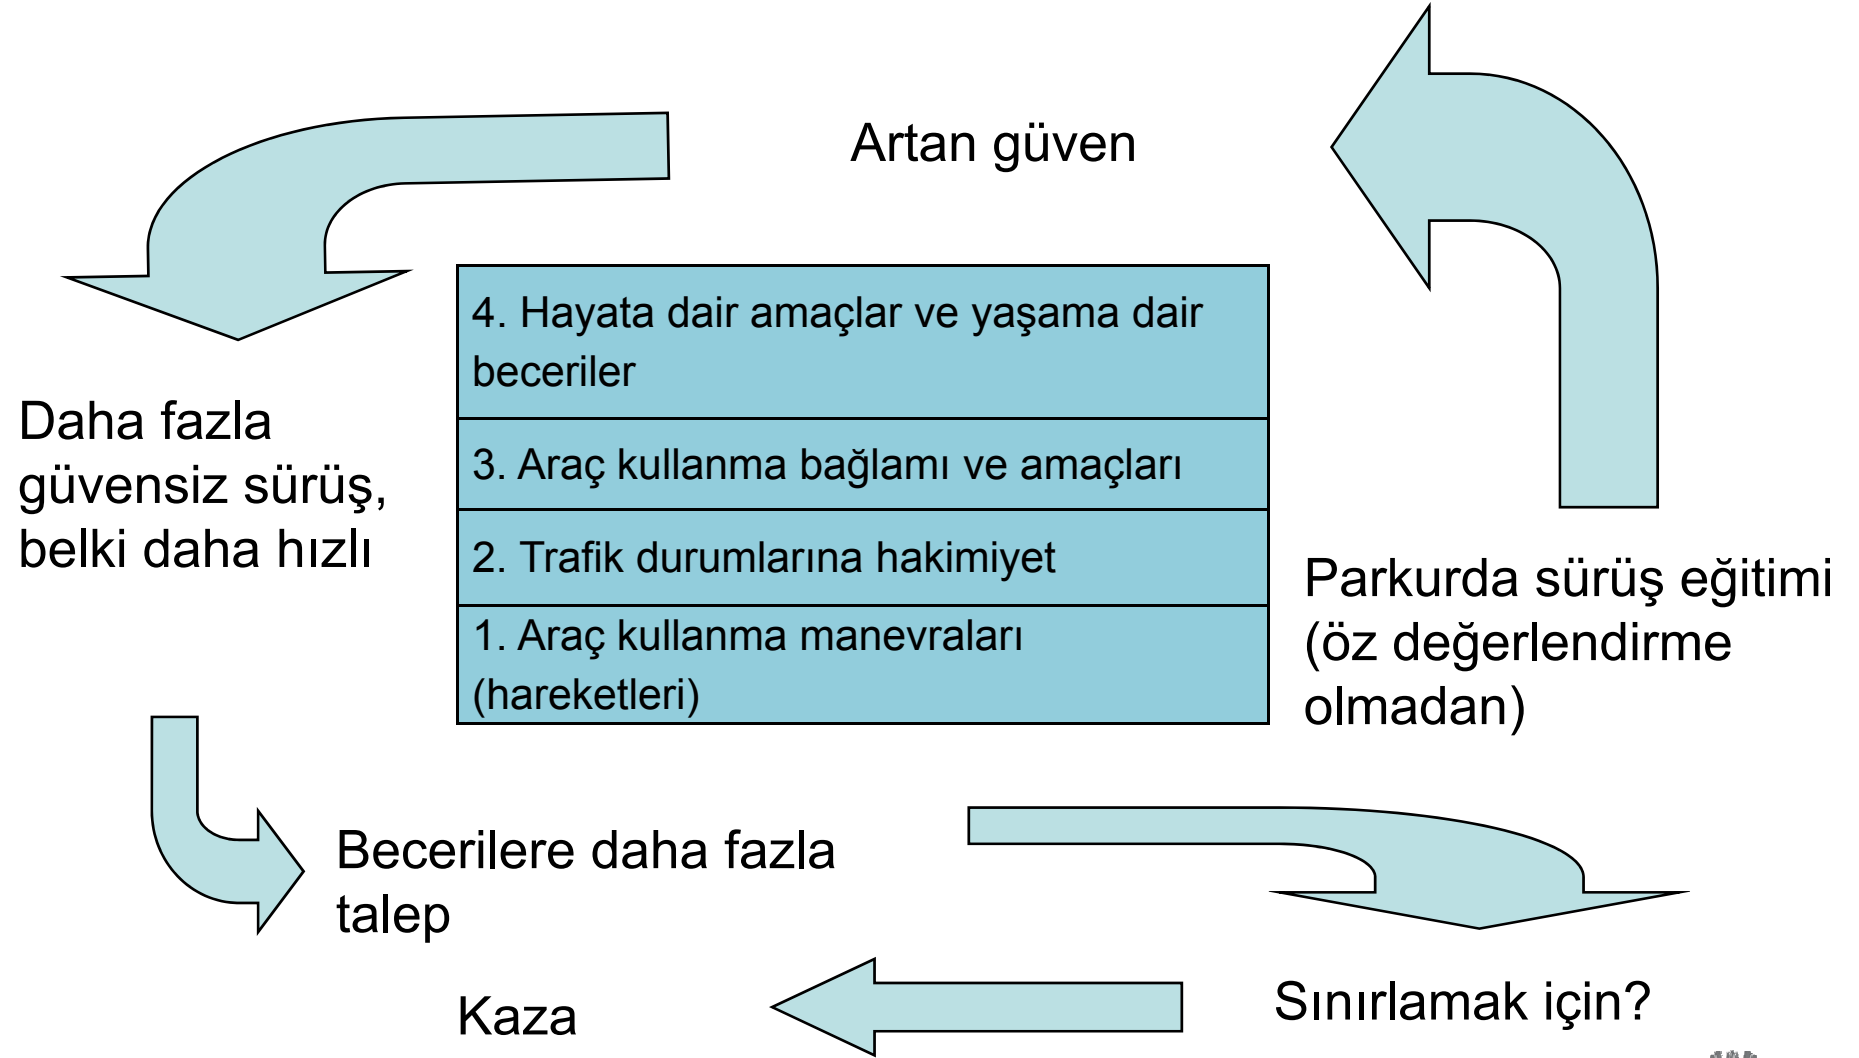 Artan güven
4. Hayata dair amaçlar ve yaşama dair
beceriler
3. Araç kullanma bağlamı ve amaçları
2. Trafik durumlarına hakimiyet
1. Araç kullanma manevraları
(hareketleri)
Daha fazla
güvensiz sürüş,
belki daha hızlı
Parkurda sürüş eğitimi
(öz değerlendirme
olmadan)
Becerilere daha fazla
talep
Sınırlamak için?
Kaza